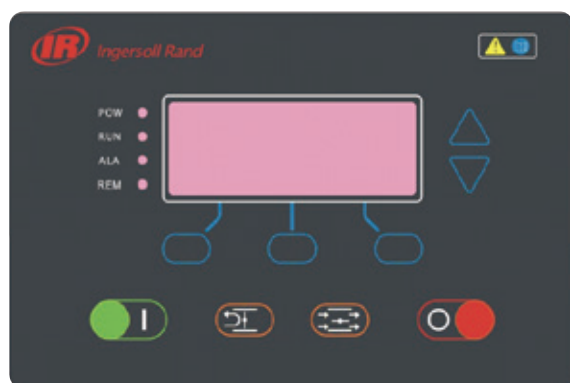 IR Ingersoll Rand
POW
RUN
ALA
REM
I
O